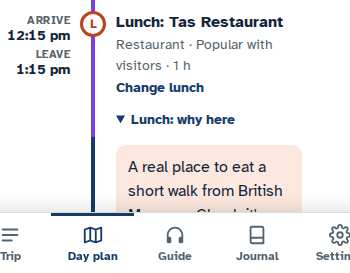 ARRIVE
12:15 pm
LEAVE
1:15 pm
L
Lunch: Tas Restaurant
Restaurant · Popular with
visitors · 1 h
Change lunch
▼ Lunch: why here
A real place to eat a
short walk from British
Trip
Day plan
Guide
Journal